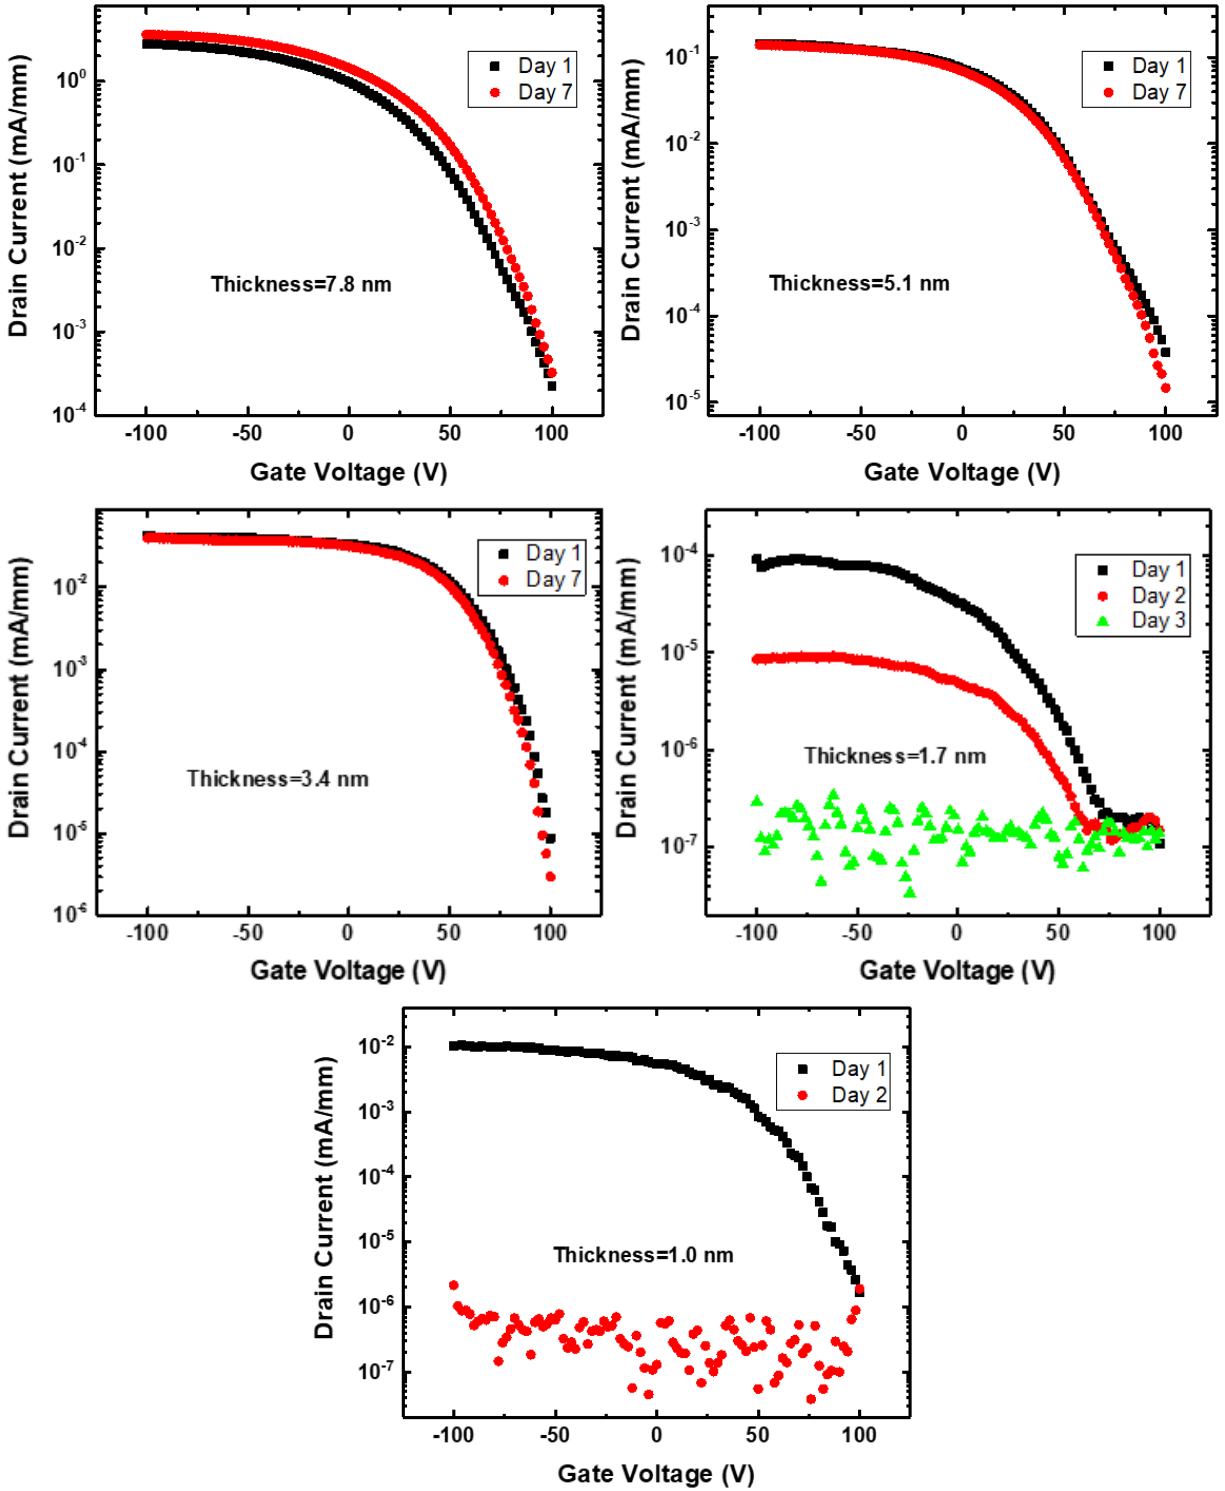 Drain Current (mA/mm)
10⁰
10⁻¹
10⁻²
10⁻³
10⁻⁴
Day 1
Day 7
Thickness=7.8 nm
-100 -50 0 50 100
Gate Voltage (V)
Drain Current (mA/mm)
10⁻¹
10⁻²
10⁻³
10⁻⁴
10⁻⁵
Day 1
Day 7
Thickness=5.1 nm
-100 -50 0 50 100
Gate Voltage (V)
Drain Current (mA/mm)
10⁻²
10⁻³
10⁻⁴
10⁻⁵
10⁻⁶
Day 1
Day 7
Thickness=3.4 nm
-100 -50 0 50 100
Gate Voltage (V)
Drain Current (mA/mm)
10⁻⁴
10⁻⁵
10⁻⁶
10⁻⁷
Day 1
Day 2
Day 3
Thickness=1.7 nm
-100 -50 0 50 100
Gate Voltage (V)
Drain Current (mA/mm)
10⁻²
10⁻³
10⁻⁴
10⁻⁵
10⁻⁶
10⁻⁷
Day 1
Day 2
Thickness=1.0 nm
-100 -50 0 50 100
Gate Voltage (V)